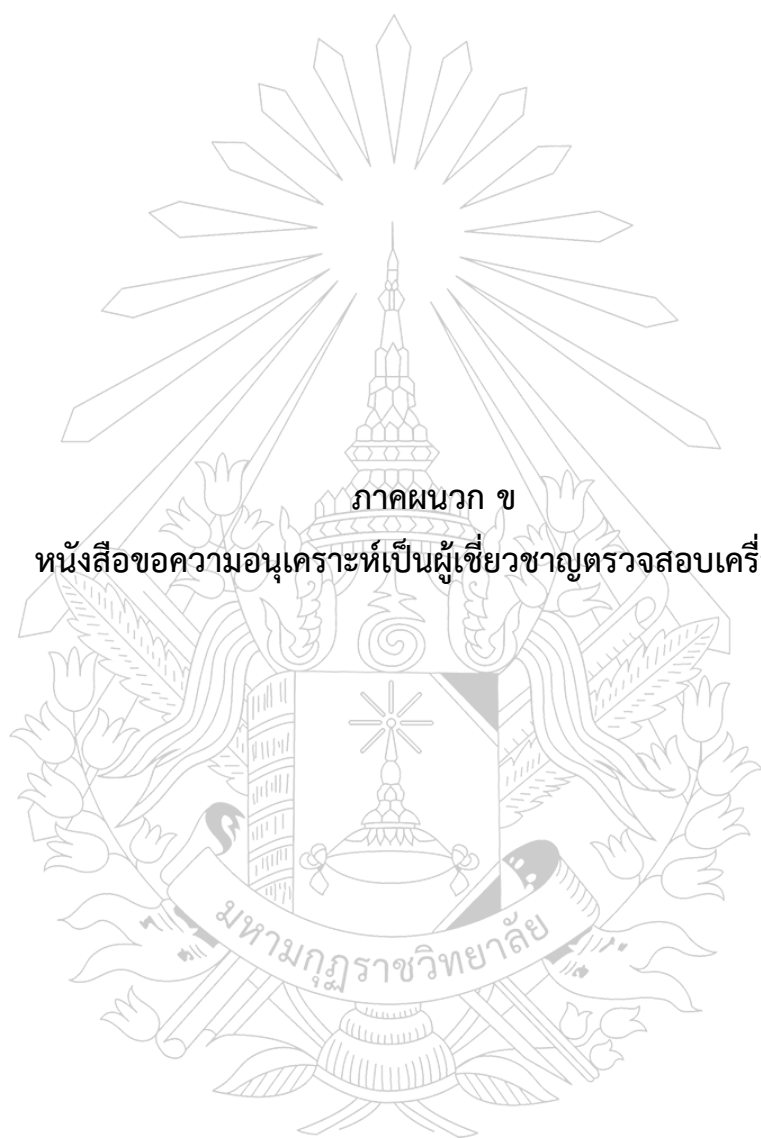 ภาคผนวก ข
หนังสือขอความอนุเคราะห์เป็นผู้เชี่ยวชาญตรวจสอบเครื่
มหามกุฏราชวิทยาลัย